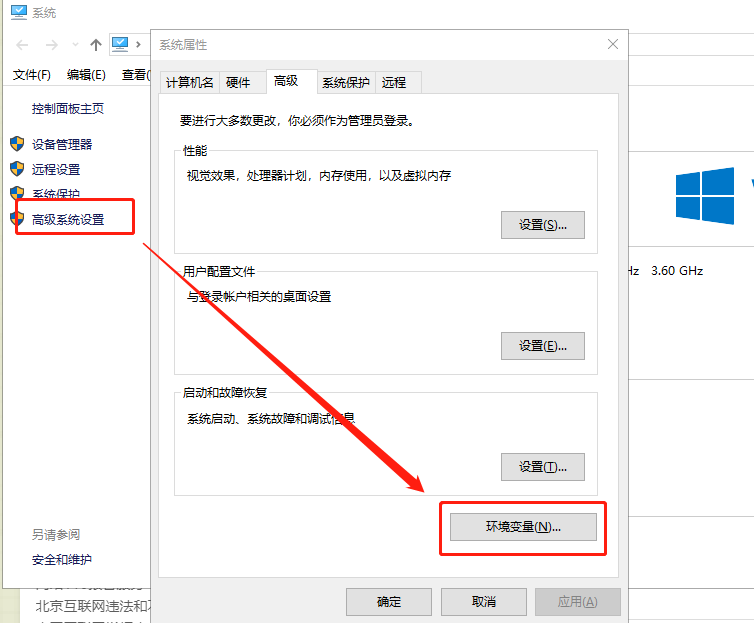 系统
文件(F) 编辑(E) 查看(
控制面板主页
设备管理器
远程设置
系统保护
高级系统设置
另请参阅
安全和维护
北京互联网违法和
系统属性
计算机名 硬件 高级 系统保护 远程
要进行大多数更改，你必须作为管理员登录。
性能
视觉效果，处理器计划，内存使用，以及虚拟内存
设置(S)...
用户配置文件
与登录帐户相关的桌面设置
设置(E)...
启动和故障恢复
系统启动、系统故障和调试信息
设置(T)...
环境变量(N)...
确定 取消 应用(A)
Hz 3.60 GHz